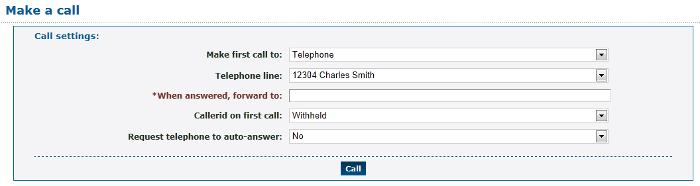 Make a call
Call settings:
Make first call to: Telephone
Telephone line: 12304 Charles Smith
*When answered, forward to:
Callerid on first call: Withheld
Request telephone to auto-answer: No
Call